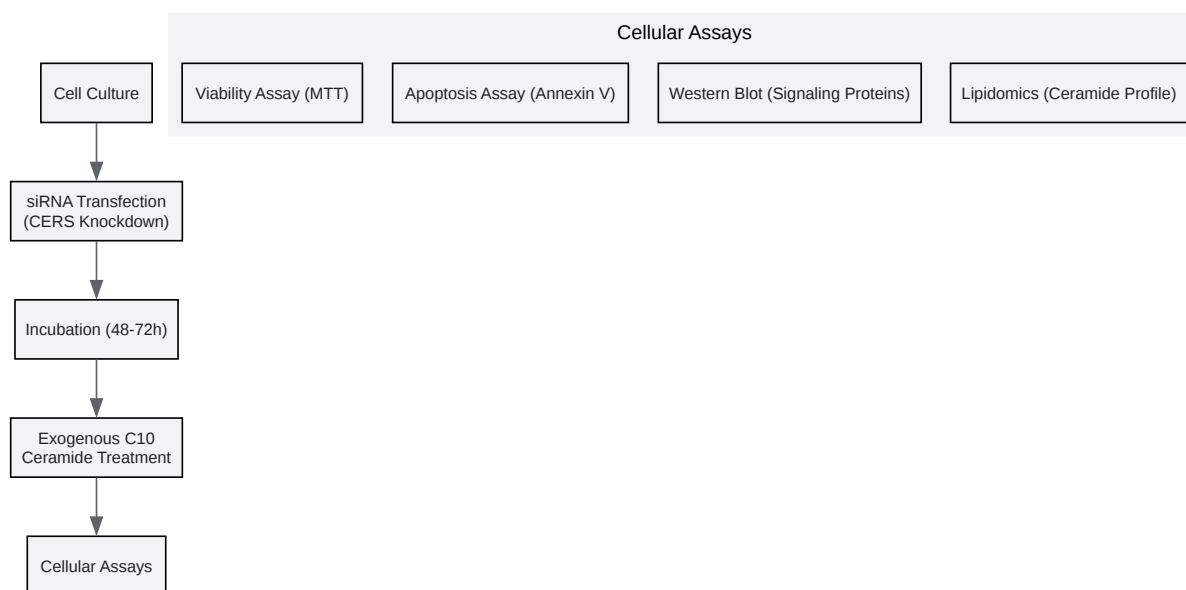 Cellular Assays
Cell Culture
Viability Assay (MTT)
Apoptosis Assay (Annexin V)
Western Blot (Signaling Proteins)
Lipidomics (Ceramide Profile)
siRNA Transfection
(CERS Knockdown)
Incubation (48-72h)
Exogenous C10
Ceramide Treatment
Cellular Assays